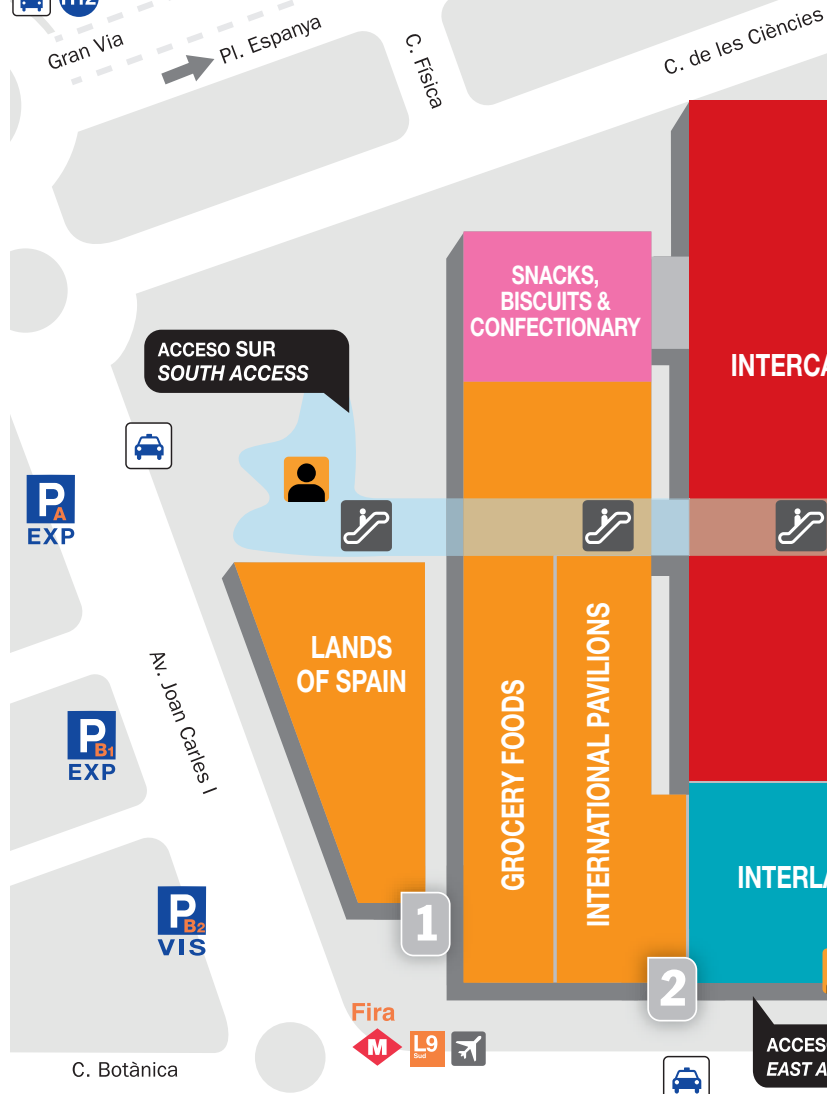 Gran Via
Pl. Espanya
C. Física
C. de les Ciències
SNACKS,
BISCUITS &
CONFECTIONARY
ACCESO SUR
SOUTH ACCESS
INTERCA
P
A
EXP
LANDS
OF SPAIN
GROCERY FOODS
INTERNATIONAL PAVILIONS
Av. Joan Carles I
P
B1
EXP
INTERLA
P
B2
VIS
1
2
Fira
M
L9
Sud
ACCESO
EAST A
C. Botànica